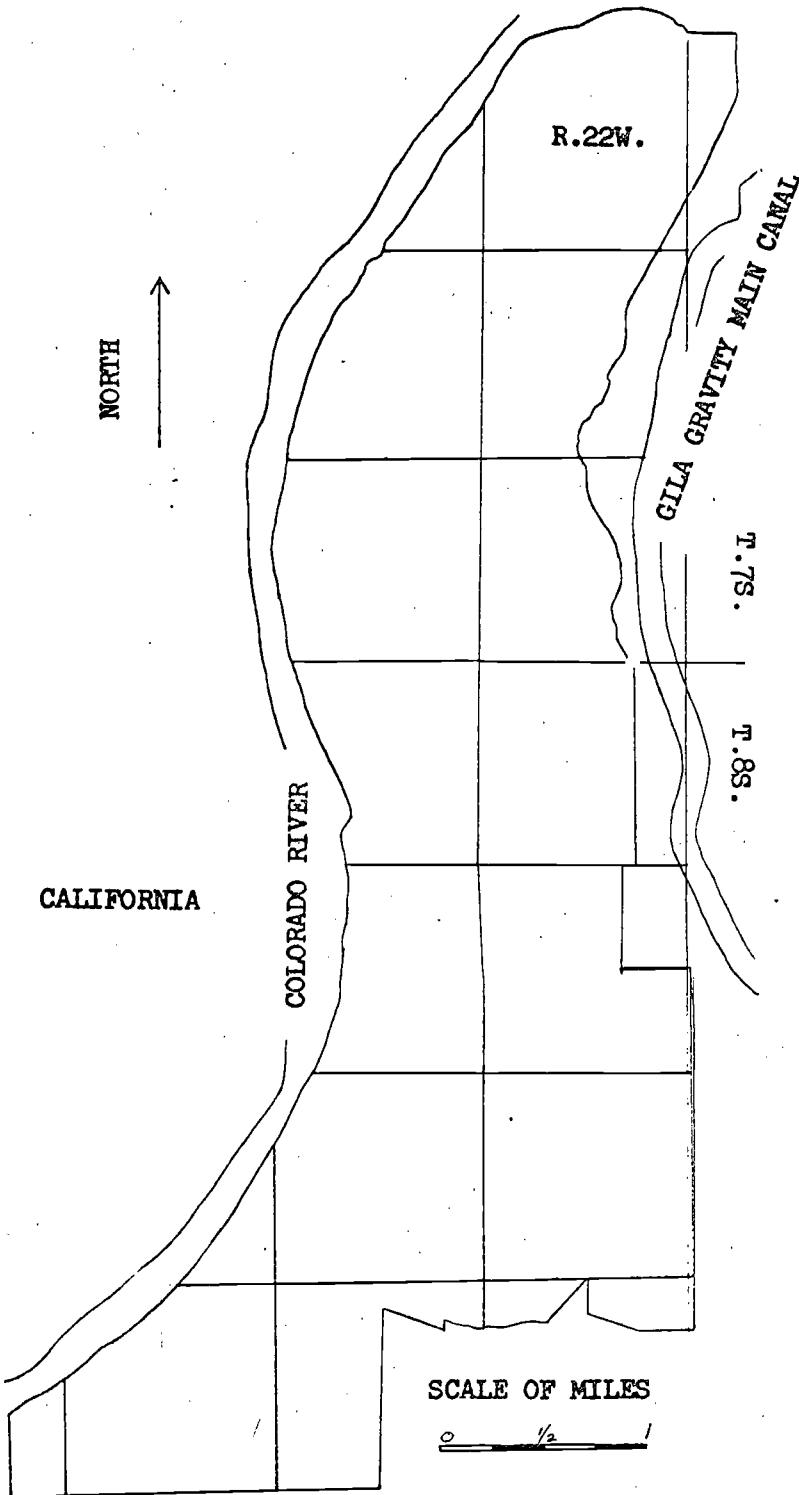 R.22W.
NORTH
GILA GRAVITY MAIN CANAL
T.7S.
T.8S.
COLORADO RIVER
CALIFORNIA
SCALE OF MILES
0 1/2 1